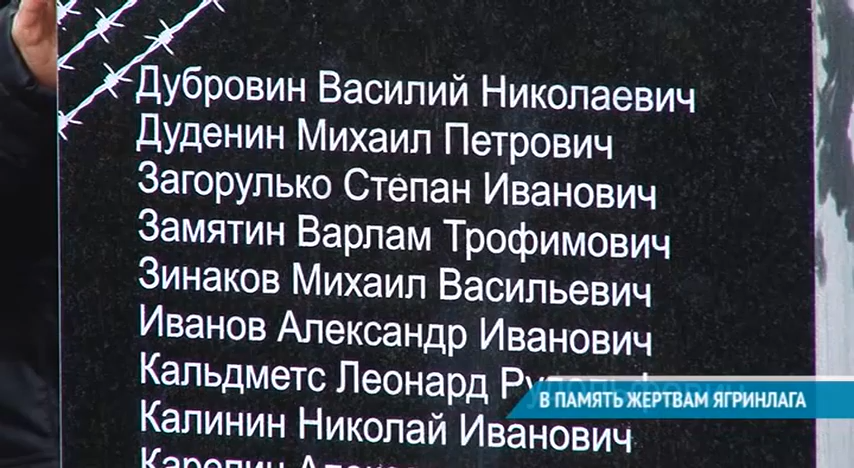 Дубровин Василий Николаевич
Дуденин Михаил Петрович
Загорулько Степан Иванович
Замятин Варлам Трофимович
Зинаков Михаил Васильевич
Иванов Александр Иванович
Кальдметс Леонард Рудольфович
Калинин Николай Иванович
В ПАМЯТЬ ЖЕРТВАМ ЯГРИНЛАГА